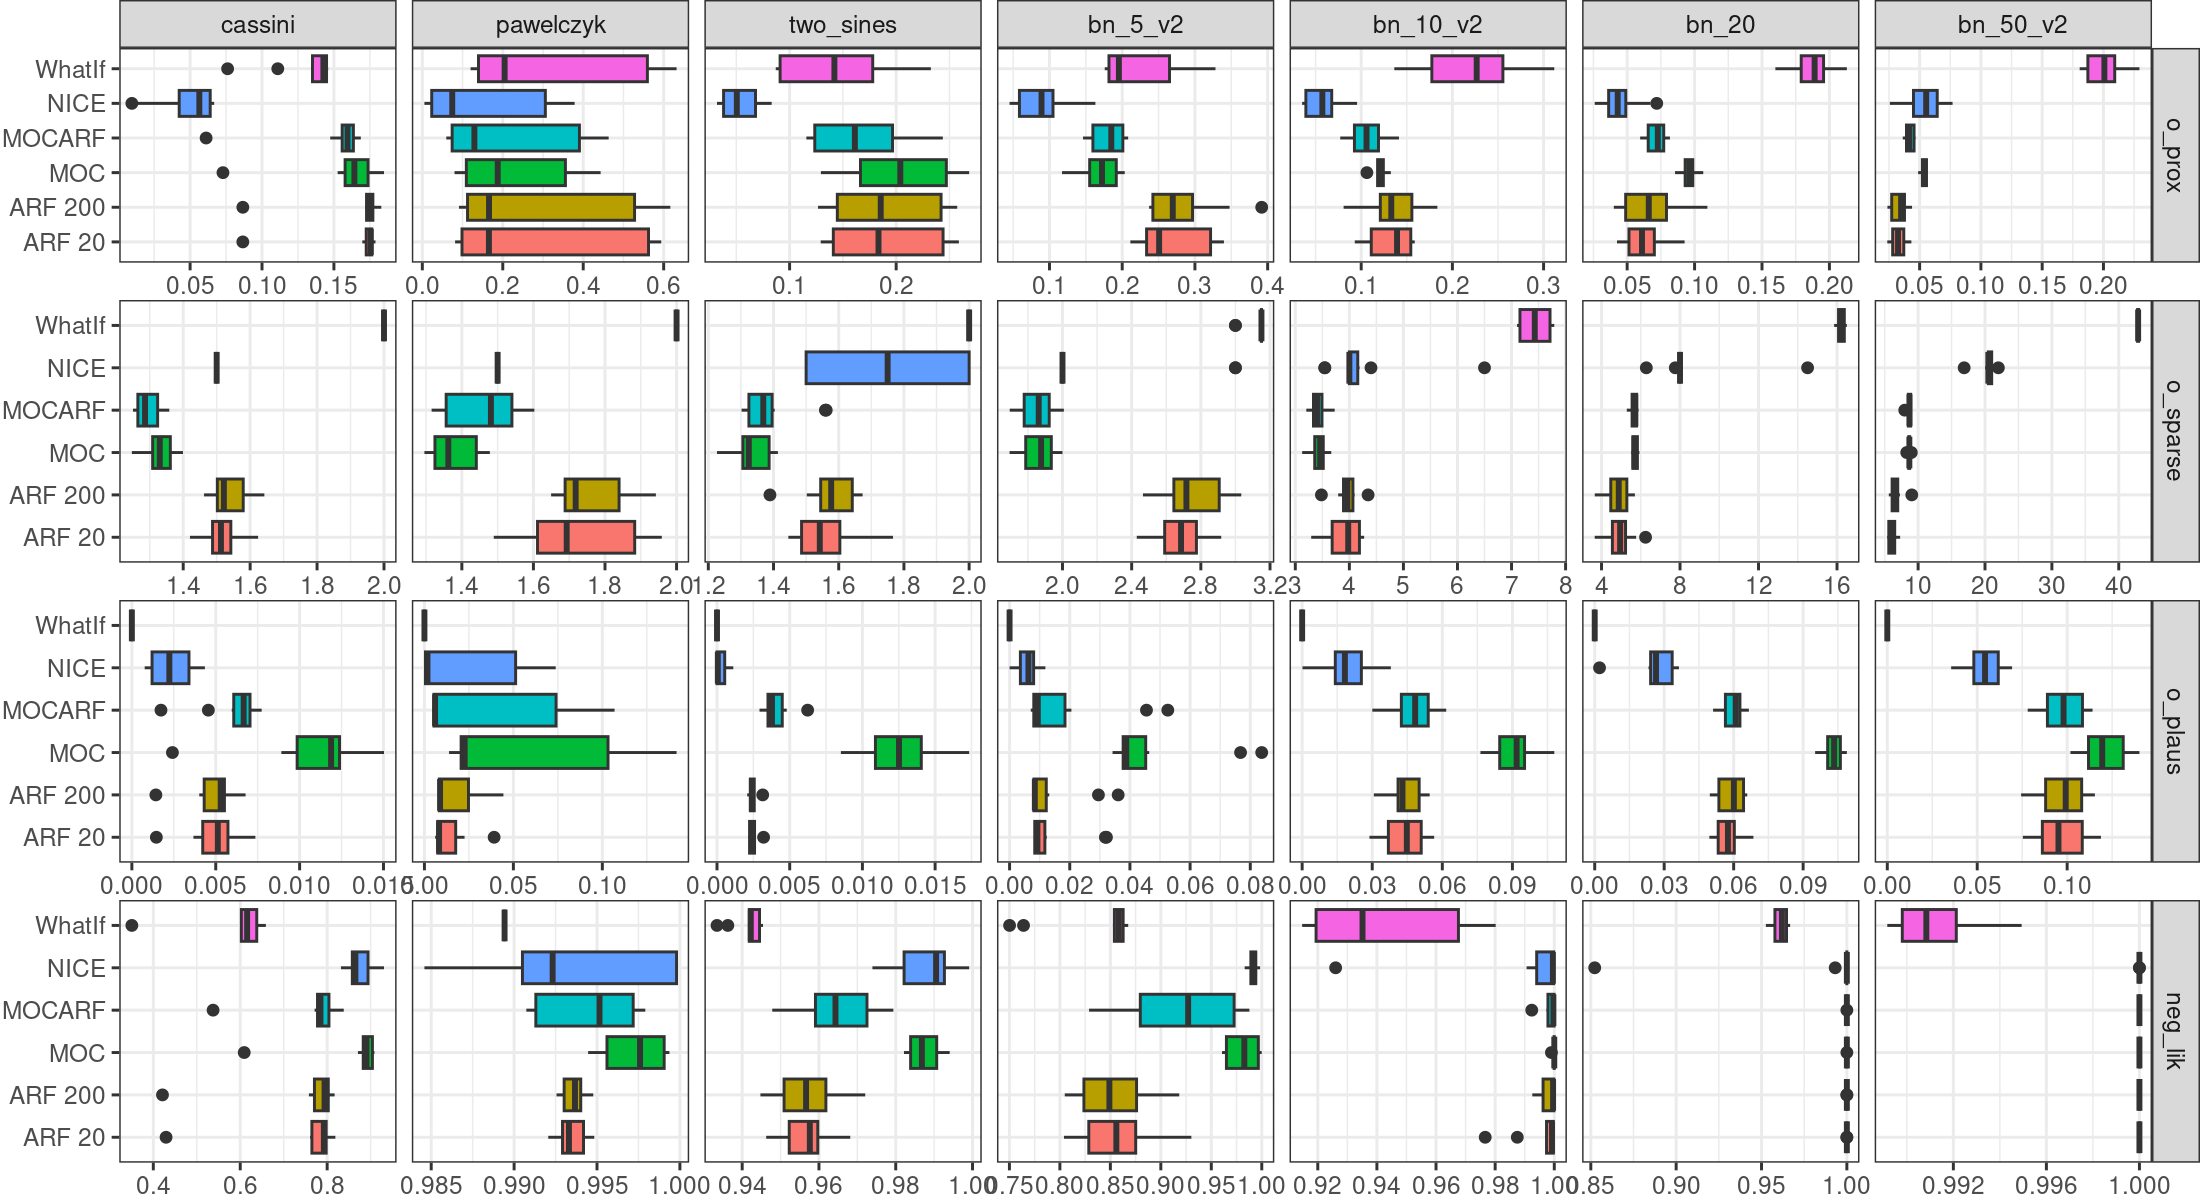 cassini pawelczyk two_sines bn_5_v2 bn_10_v2 bn_20 bn_50_v2
WhatIf
NICE
MOCARF
MOC
ARF 200
ARF 20
o_prox
0.05 0.10 0.15 0.0 0.2 0.4 0.6 0.1 0.2 0.1 0.2 0.3 0.4 0.1 0.2 0.3 0.05 0.10 0.15 0.20 0.05 0.10 0.15 0.20
WhatIf
NICE
MOCARF
MOC
ARF 200
ARF 20
o_sparse
1.4 1.6 1.8 2.0 1.4 1.6 1.8 2.0 1.2 1.4 1.6 1.8 2.0 2.0 2.4 2.8 3.2 3 4 5 6 7 8 4 8 12 16 10 20 30 40
WhatIf
NICE
MOCARF
MOC
ARF 200
ARF 20
o_plaus
0.000 0.005 0.010 0.015 0.00 0.05 0.10 0.000 0.005 0.010 0.015 0.00 0.02 0.04 0.06 0.08 0.00 0.03 0.06 0.09 0.00 0.03 0.06 0.09 0.00 0.05 0.10
WhatIf
NICE
MOCARF
MOC
ARF 200
ARF 20
neg_lik
0.4 0.6 0.8 0.985 0.990 0.995 1.000 0.94 0.96 0.98 1.00 0.75 0.80 0.85 0.90 0.95 1.00 0.92 0.94 0.96 0.98 1.00 0.85 0.90 0.95 1.00 0.992 0.996 1.000